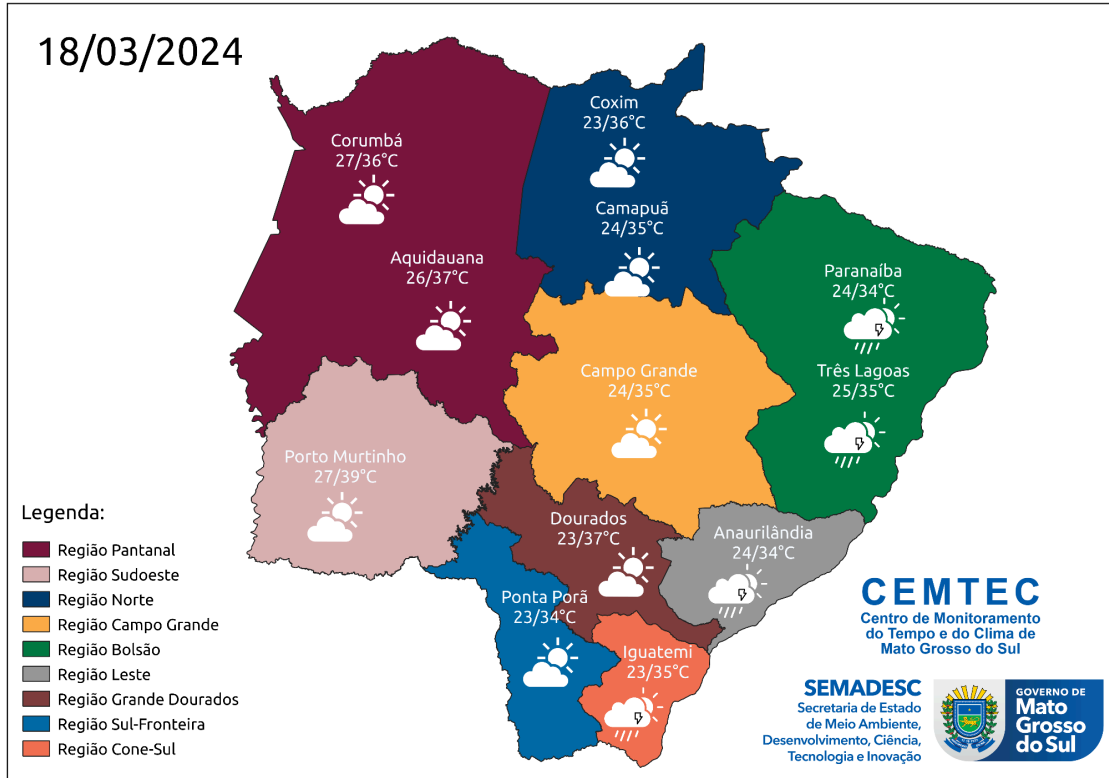 18/03/2024
Coxim
23/36°C
Corumbá
27/36°C
Camapuã
24/35°C
Aquidauana
26/37°C
Paranaíba
24/34°C
Campo Grande
24/35°C
Três Lagoas
25/35°C
Porto Murtinho
27/39°C
Dourados
23/37°C
Anaurilândia
24/34°C
Ponta Porã
23/34°C
Iguatemi
23/35°C
Legenda:
Região Pantanal
Região Sudoeste
Região Norte
Região Campo Grande
Região Bolsão
Região Leste
Região Grande Dourados
Região Sul-Fronteira
Região Cone-Sul
CEMTEC
Centro de Monitoramento
do Tempo e do Clima de
Mato Grosso do Sul
SEMADESC
Secretaria de Estado
de Meio Ambiente,
Desenvolvimento, Ciência,
Tecnologia e Inovação
GOVERNO DE
Mato
Grosso
do Sul